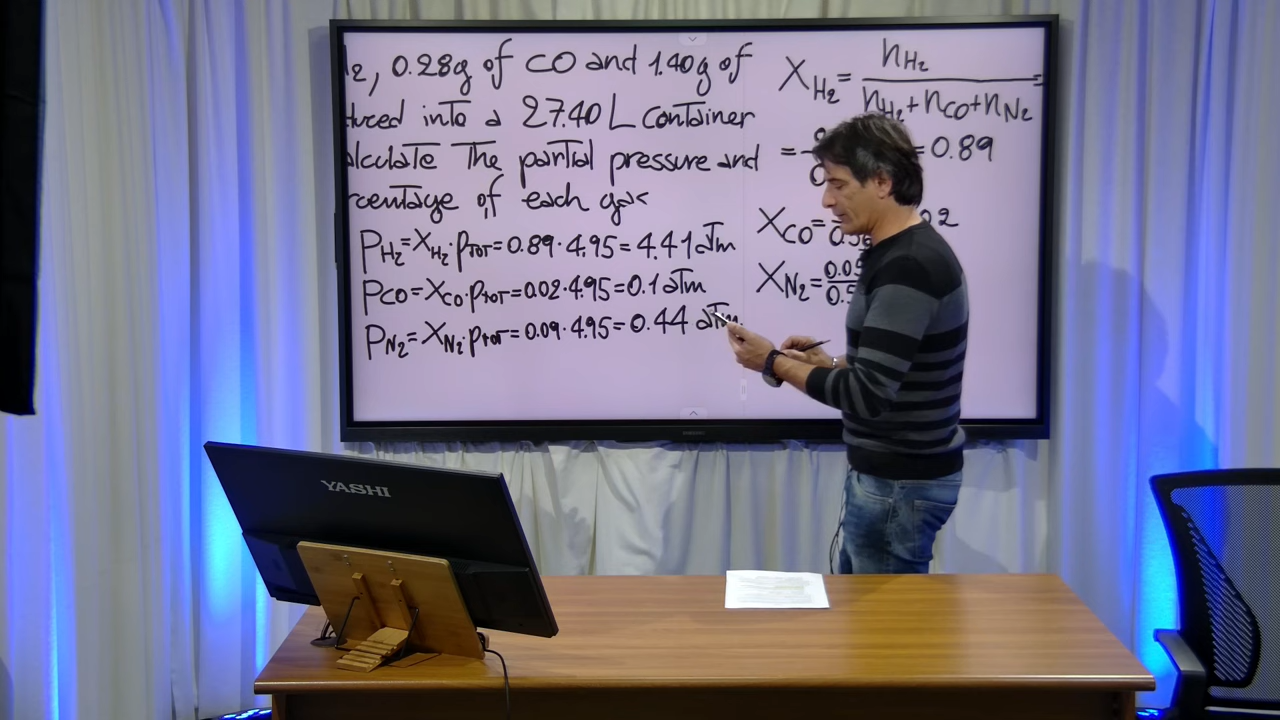 2, 0.28g of CO and 1.40g of
duced into a 27.40 L container
alculate the partial pressure and
rcentage of each gas
PH₂=XH₂·pTOT=0.89·4.95=4.41 atm
PCO=XCO·pTOT=0.02·4.95=0.1 atm
PN₂=XN₂·pTOT=0.09·4.95=0.44 atm
XH₂= nH₂ / nH₂+nCO+nN₂ =
= 0.89
XCO=
XN₂=
YASHI